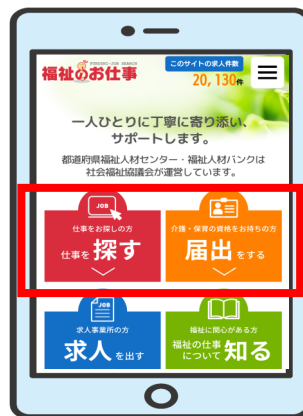 FUKUSHI-JOB SEARCH
福祉のお仕事
このサイトの求人件数
20,130件
一人ひとりに丁寧に寄り添い、
サポートします。
都道府県福祉人材センター・福祉人材バンクは
社会福祉協議会が運営しています。
JOB
仕事をお探しの方
仕事を探す
介護・保育の資格をお持ちの方
届出をする
JOB
求人事業所の方
求人を出す
福祉に関心がある方
福祉の仕事
について知る